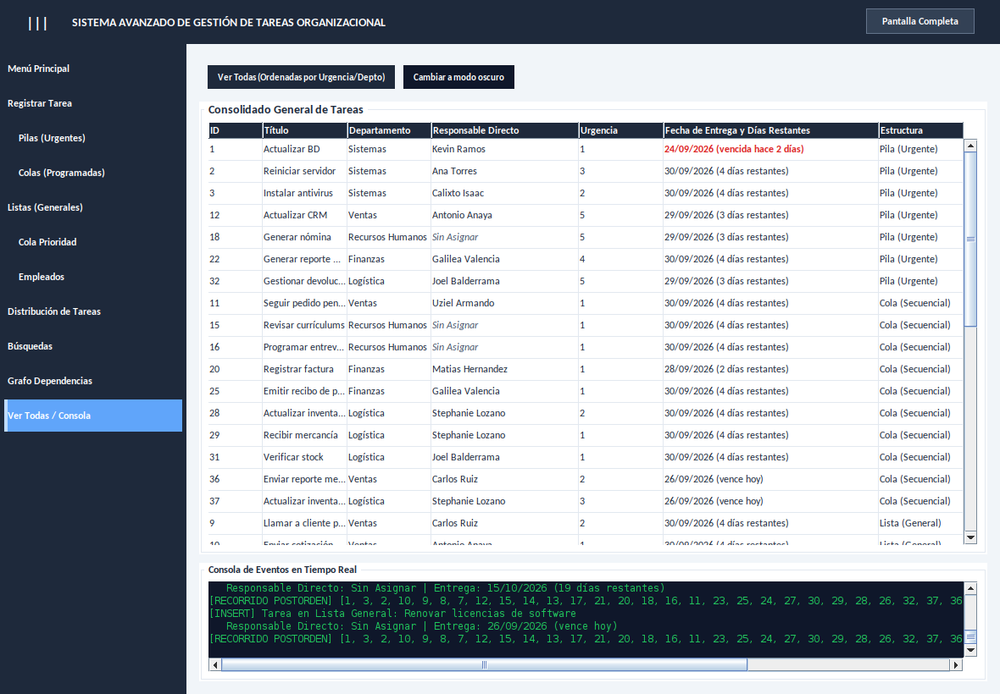 ||| SISTEMA AVANZADO DE GESTIÓN DE TAREAS ORGANIZACIONAL Pantalla Completa
Menú Principal
Registrar Tarea
Pilas (Urgentes)
Colas (Programadas)
Listas (Generales)
Cola Prioridad
Empleados
Distribución de Tareas
Búsquedas
Grafo Dependencias
Ver Todas / Consola
Ver Todas (Ordenadas por Urgencia/Depto) Cambiar a modo oscuro
Consolidado General de Tareas
ID Título Departamento Responsable Directo Urgencia Fecha de Entrega y Días Restantes Estructura
1 Actualizar BD Sistemas Kevin Ramos 1 24/09/2026 (vencida hace 2 días) Pila (Urgente)
2 Reiniciar servidor Sistemas Ana Torres 3 30/09/2026 (4 días restantes) Pila (Urgente)
3 Instalar antivirus Sistemas Calixto Isaac 2 30/09/2026 (4 días restantes) Pila (Urgente)
12 Actualizar CRM Ventas Antonio Anaya 5 29/09/2026 (3 días restantes) Pila (Urgente)
18 Generar nómina Recursos Humanos Sin Asignar 5 29/09/2026 (3 días restantes) Pila (Urgente)
22 Generar reporte ... Finanzas Galilea Valencia 4 30/09/2026 (4 días restantes) Pila (Urgente)
32 Gestionar devoluc... Logística Joel Balderrama 5 29/09/2026 (3 días restantes) Pila (Urgente)
11 Seguir pedido pen... Ventas Uziel Armando 1 30/09/2026 (4 días restantes) Cola (Secuencial)
15 Revisar currículums Recursos Humanos Sin Asignar 1 30/09/2026 (4 días restantes) Cola (Secuencial)
16 Programar entrev... Recursos Humanos Sin Asignar 1 30/09/2026 (4 días restantes) Cola (Secuencial)
20 Registrar factura Finanzas Matias Hernandez 1 28/09/2026 (2 días restantes) Cola (Secuencial)
25 Emitir recibo de p... Finanzas Galilea Valencia 1 30/09/2026 (4 días restantes) Cola (Secuencial)
28 Actualizar inventa... Logística Stephanie Lozano 2 30/09/2026 (4 días restantes) Cola (Secuencial)
29 Recibir mercancía Logística Stephanie Lozano 1 30/09/2026 (4 días restantes) Cola (Secuencial)
31 Verificar stock Logística Joel Balderrama 1 30/09/2026 (4 días restantes) Cola (Secuencial)
36 Enviar reporte me... Ventas Carlos Ruiz 2 26/09/2026 (vence hoy) Cola (Secuencial)
37 Actualizar inventa... Logística Stephanie Lozano 3 26/09/2026 (vence hoy) Cola (Secuencial)
9 Llamar a cliente p... Ventas Carlos Ruiz 2 30/09/2026 (4 días restantes) Lista (General)
10 Enviar cotización Ventas Antonio Anaya 1 30/09/2026 (4 días restantes) Lista (General)
Consola de Eventos en Tiempo Real
Responsable Directo: Sin Asignar | Entrega: 15/10/2026 (19 días restantes)
[RECORRIDO POSTORDEN] [1, 3, 2, 10, 9, 8, 7, 12, 15, 14, 13, 17, 21, 20, 18, 16, 11, 23, 25, 24, 27, 30, 29, 28, 26, 32, 37, 36
[INSERT] Tarea en Lista General: Renovar licencias de software
Responsable Directo: Sin Asignar | Entrega: 26/09/2026 (vence hoy)
[RECORRIDO POSTORDEN] [1, 3, 2, 10, 9, 8, 7, 12, 15, 14, 13, 17, 21, 20, 18, 16, 11, 23, 25, 24, 27, 30, 29, 28, 26, 32, 37, 36